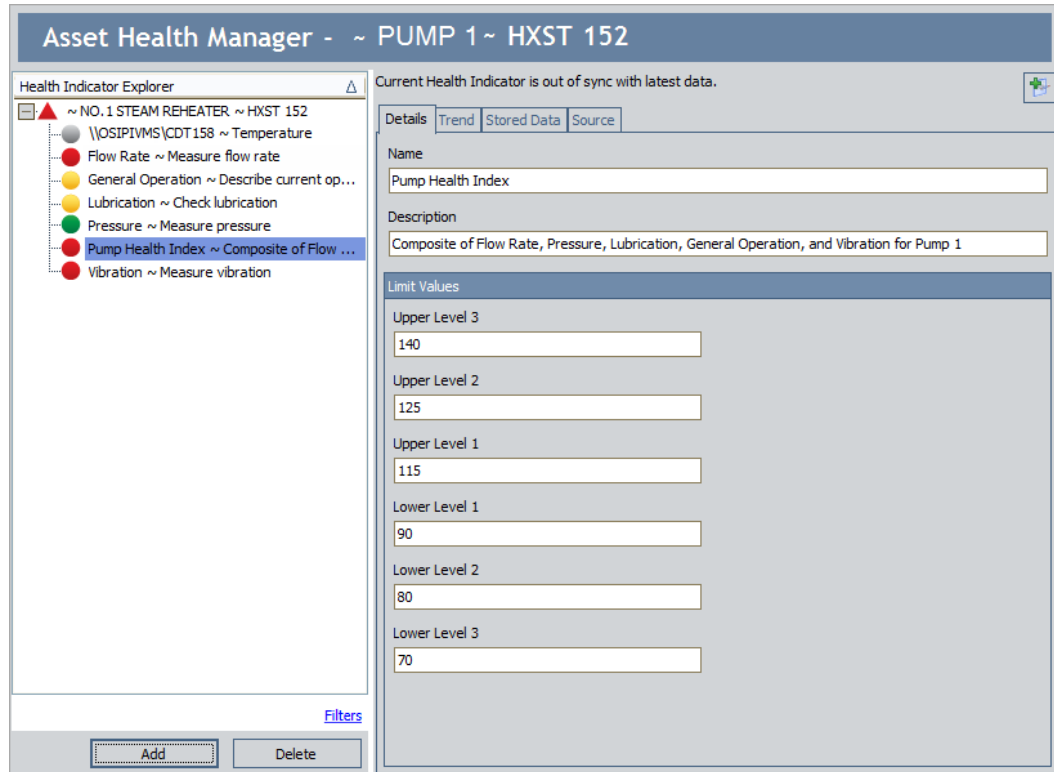 Asset Health Manager - ~ PUMP 1~ HXST 152
Health Indicator Explorer
~ NO.1 STEAM REHEATER ~ HXST 152
\\OSIPIVMS\CDT158 ~ Temperature
Flow Rate ~ Measure flow rate
General Operation ~ Describe current op...
Lubrication ~ Check lubrication
Pressure ~ Measure pressure
Pump Health Index ~ Composite of Flow ...
Vibration ~ Measure vibration
Filters
Add
Delete
Current Health Indicator is out of sync with latest data.
Details Trend Stored Data Source
Name
Pump Health Index
Description
Composite of Flow Rate, Pressure, Lubrication, General Operation, and Vibration for Pump 1
Limit Values
Upper Level 3
140
Upper Level 2
125
Upper Level 1
115
Lower Level 1
90
Lower Level 2
80
Lower Level 3
70